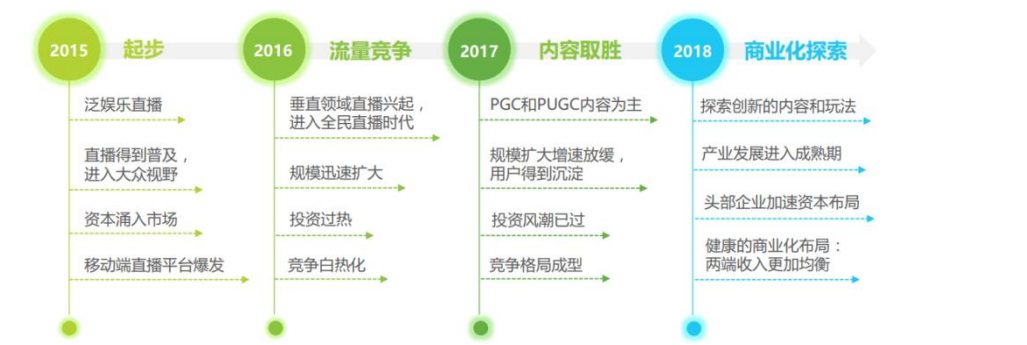 2015 起步
泛娱乐直播
直播得到普及，
进入大众视野
资本涌入市场
移动端直播平台爆发
2016 流量竞争
垂直领域直播兴起，
进入全民直播时代
规模迅速扩大
投资过热
竞争白热化
2017 内容取胜
PGC和PUGC内容为主
规模扩大增速放缓，
用户得到沉淀
投资风潮已过
竞争格局成型
2018 商业化探索
探索创新的内容和玩法
产业发展进入成熟期
头部企业加速资本布局
健康的商业化布局：
两端收入更加均衡